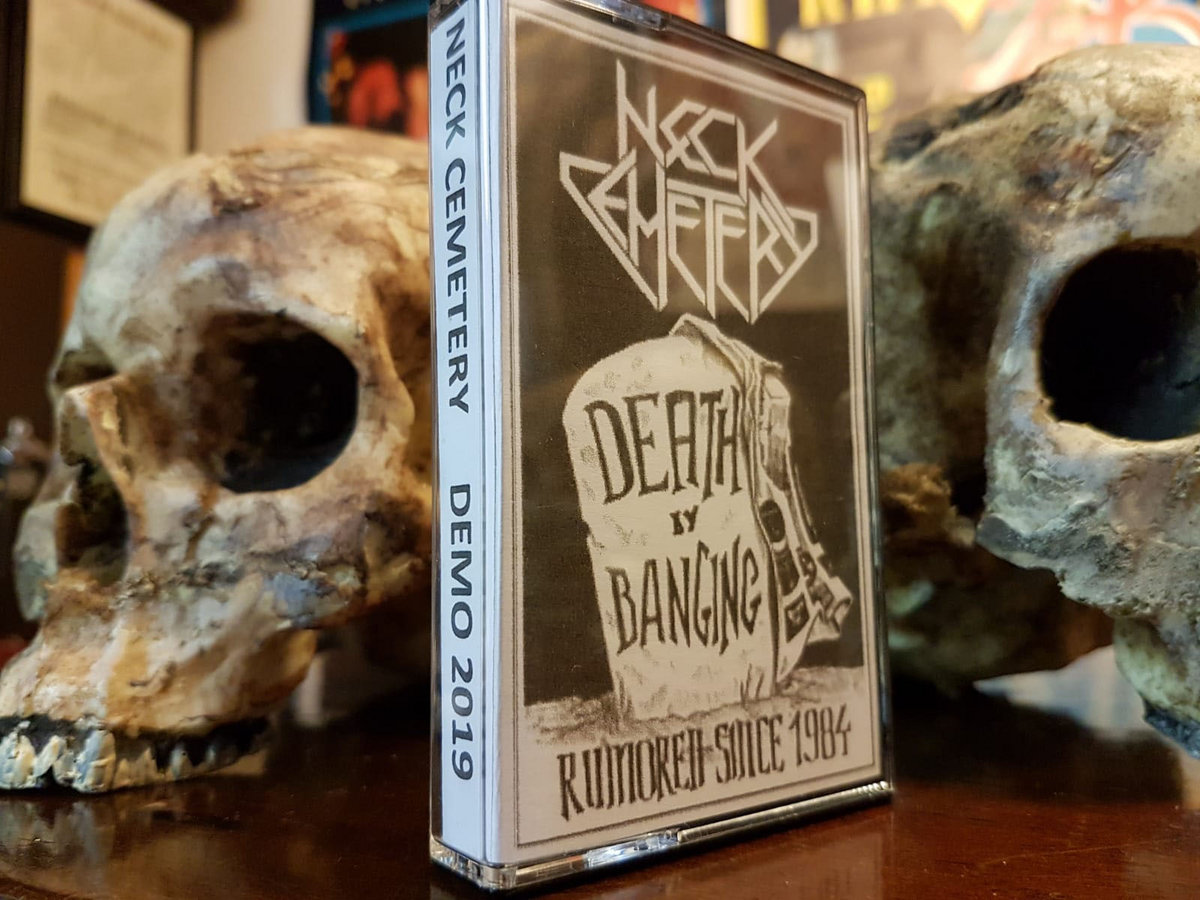 NECK CEMETERY DEMO 2019
NECK
CEMETERY
DEATH
BY
BANGING
RUMORED SINCE 1984